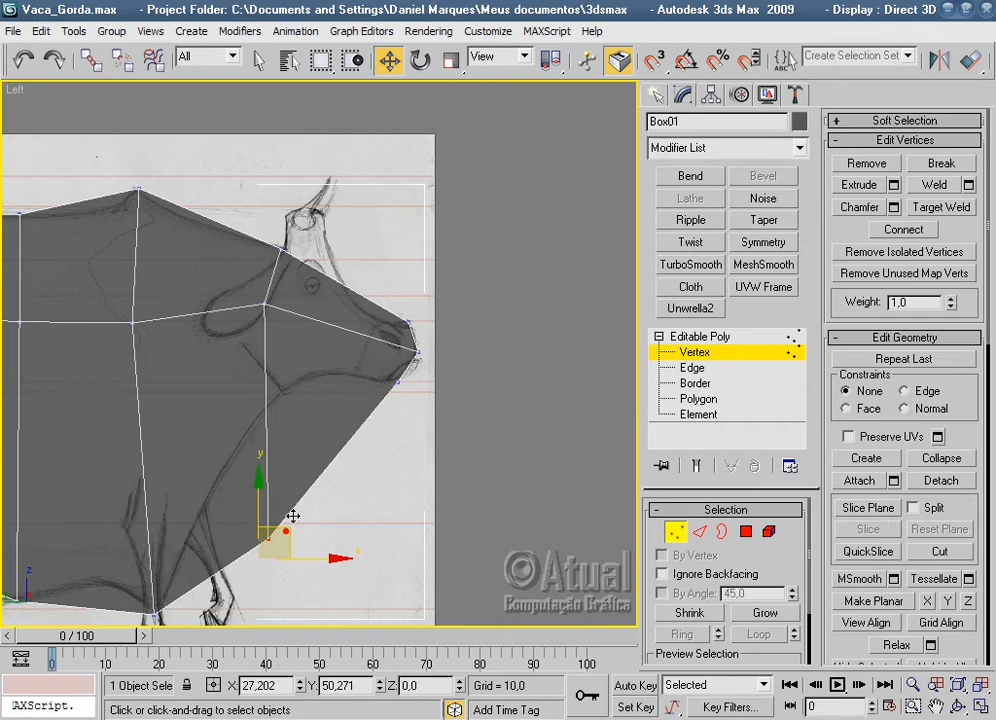 Vaca_Gorda.max - Project Folder: C:\Documents and Settings\Daniel Marques\Meus documentos\3dsmax - Autodesk 3ds Max 2009 - Display : Direct 3D
File Edit Tools Group Views Create Modifiers Animation Graph Editors Rendering Customize MAXScript Help
All View Create Selection Set
Left
Box01
Modifier List
Bend Bevel
Lathe Noise
Ripple Taper
Twist Symmetry
TurboSmooth MeshSmooth
Cloth UVW Frame
Unwrella2
Editable Poly
Vertex
Edge
Border
Polygon
Element
Selection
By Vertex
Ignore Backfacing
By Angle: 45,0
Shrink Grow
Ring Loop
Preview Selection
+ Soft Selection
- Edit Vertices
Remove Break
Extrude Weld
Chamfer Target Weld
Connect
Remove Isolated Vertices
Remove Unused Map Verts
Weight: 1,0
- Edit Geometry
Repeat Last
Constraints
None Edge
Face Normal
Preserve UVs
Create Collapse
Attach Detach
Slice Plane Split
Slice Reset Plane
QuickSlice Cut
MSmooth Tessellate
Make Planar X Y Z
View Align Grid Align
Relax
y
x
z
©Atual
Computação Gráfica
< 0 / 100 >
0 10 20 30 40 50 60 70 80 90 100
1 Object Sele X: 27,202 Y: 50,271 Z: 0,0 Grid = 10,0 Auto Key Selected
AXScript. Click or click-and-drag to select objects Add Time Tag Set Key Key Filters... 0